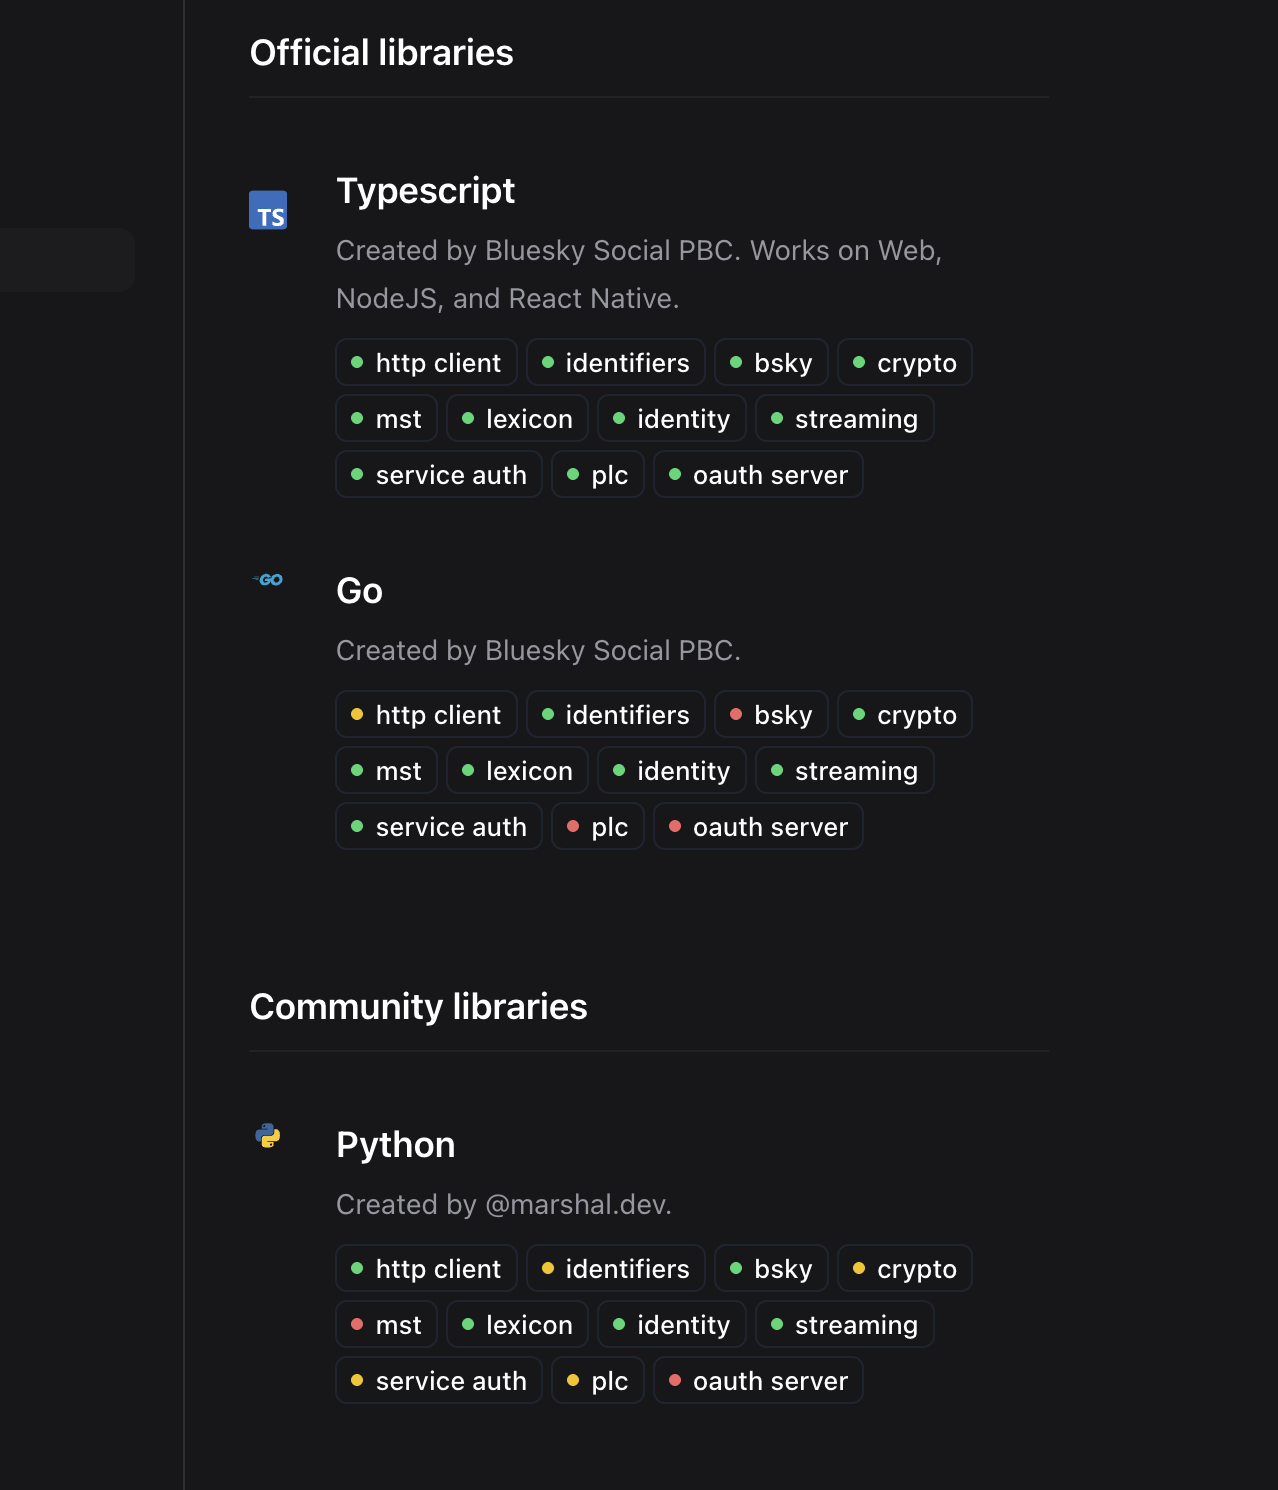 Official libraries
TS
Typescript
Created by Bluesky Social PBC. Works on Web,
NodeJS, and React Native.
http client identifiers bsky crypto
mst lexicon identity streaming
service auth plc oauth server
GO
Go
Created by Bluesky Social PBC.
http client identifiers bsky crypto
mst lexicon identity streaming
service auth plc oauth server
Community libraries
Python
Created by @marshal.dev.
http client identifiers bsky crypto
mst lexicon identity streaming
service auth plc oauth server